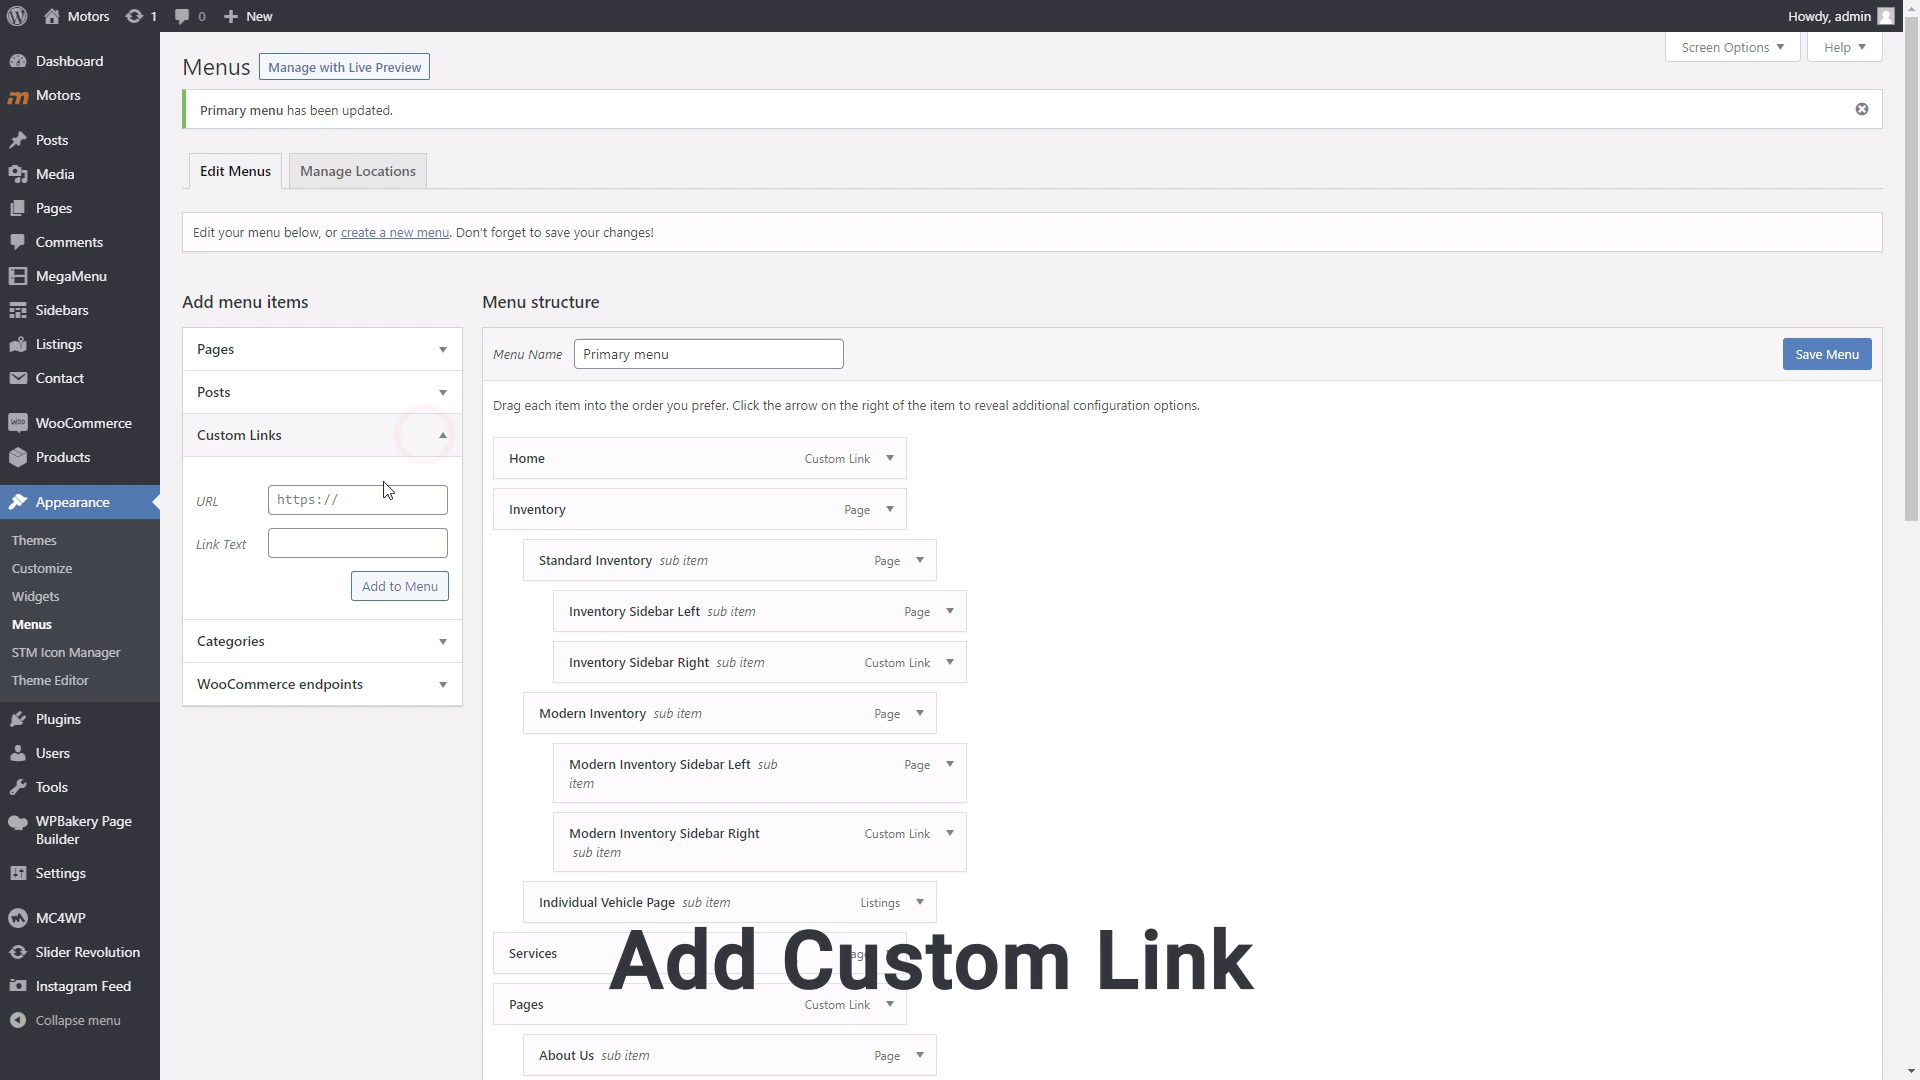 Motors
1
0
New
Howdy, admin
Dashboard
Motors
Posts
Media
Pages
Comments
MegaMenu
Sidebars
Listings
Contact
WooCommerce
Products
Appearance
Themes
Customize
Widgets
Menus
STM Icon Manager
Theme Editor
Plugins
Users
Tools
WPBakery Page
Builder
Settings
MC4WP
Slider Revolution
Instagram Feed
Collapse menu
Screen Options
Help
Menus
Manage with Live Preview
Primary menu has been updated.
Edit Menus
Manage Locations
Edit your menu below, or create a new menu. Don't forget to save your changes!
Add menu items
Pages
Posts
Custom Links
URL
https://
Link Text
Add to Menu
Categories
WooCommerce endpoints
Menu structure
Menu Name
Primary menu
Save Menu
Drag each item into the order you prefer. Click the arrow on the right of the item to reveal additional configuration options.
Home Custom Link
Inventory Page
Standard Inventory sub item Page
Inventory Sidebar Left sub item Page
Inventory Sidebar Right sub item Custom Link
Modern Inventory sub item Page
Modern Inventory Sidebar Left sub Page
item
Modern Inventory Sidebar Right Custom Link
sub item
Individual Vehicle Page sub item Listings
Services Page
Add Custom Link
Pages Custom Link
About Us sub item Page